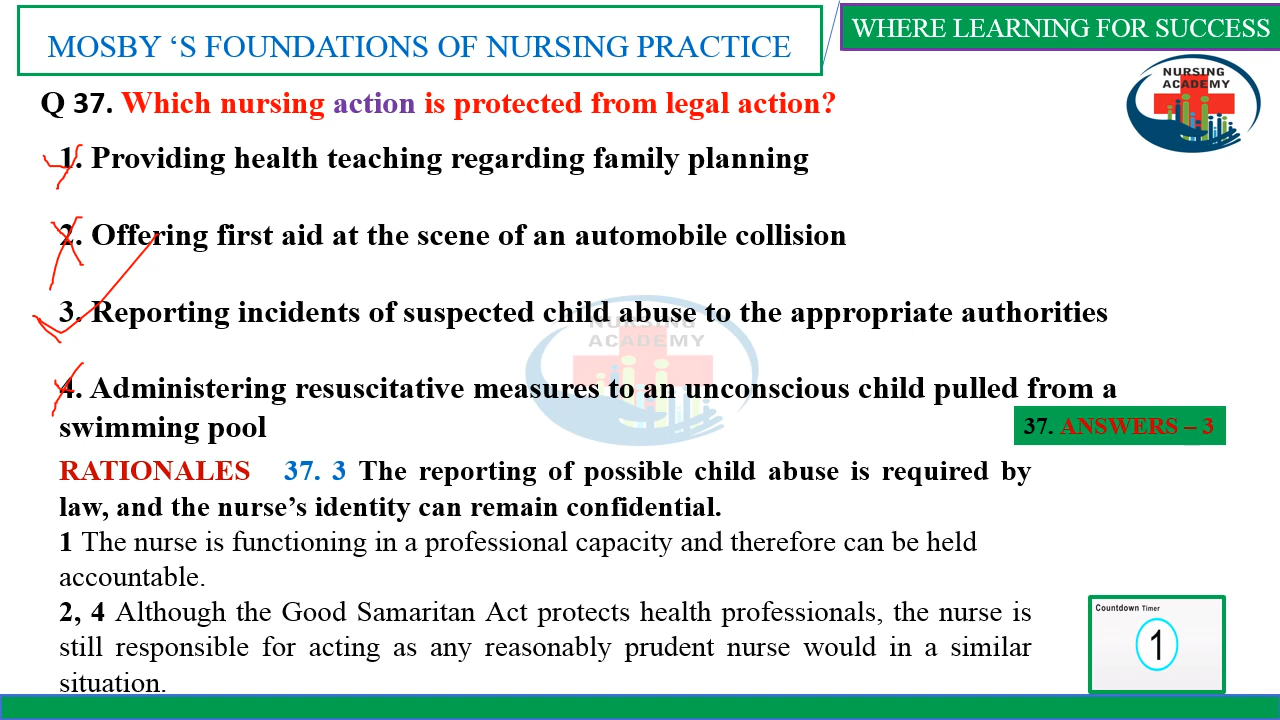 MOSBY ‘S FOUNDATIONS OF NURSING PRACTICE
WHERE LEARNING FOR SUCCESS
NURSING
ACADEMY
Q 37. Which nursing action is protected from legal action?
1. Providing health teaching regarding family planning
2. Offering first aid at the scene of an automobile collision
3. Reporting incidents of suspected child abuse to the appropriate authorities
NURSING
ACADEMY
4. Administering resuscitative measures to an unconscious child pulled from a
swimming pool
37. ANSWERS – 3
RATIONALES 37. 3 The reporting of possible child abuse is required by
law, and the nurse’s identity can remain confidential.
1 The nurse is functioning in a professional capacity and therefore can be held
accountable.
2, 4 Although the Good Samaritan Act protects health professionals, the nurse is
still responsible for acting as any reasonably prudent nurse would in a similar
situation.
Countdown Timer
1